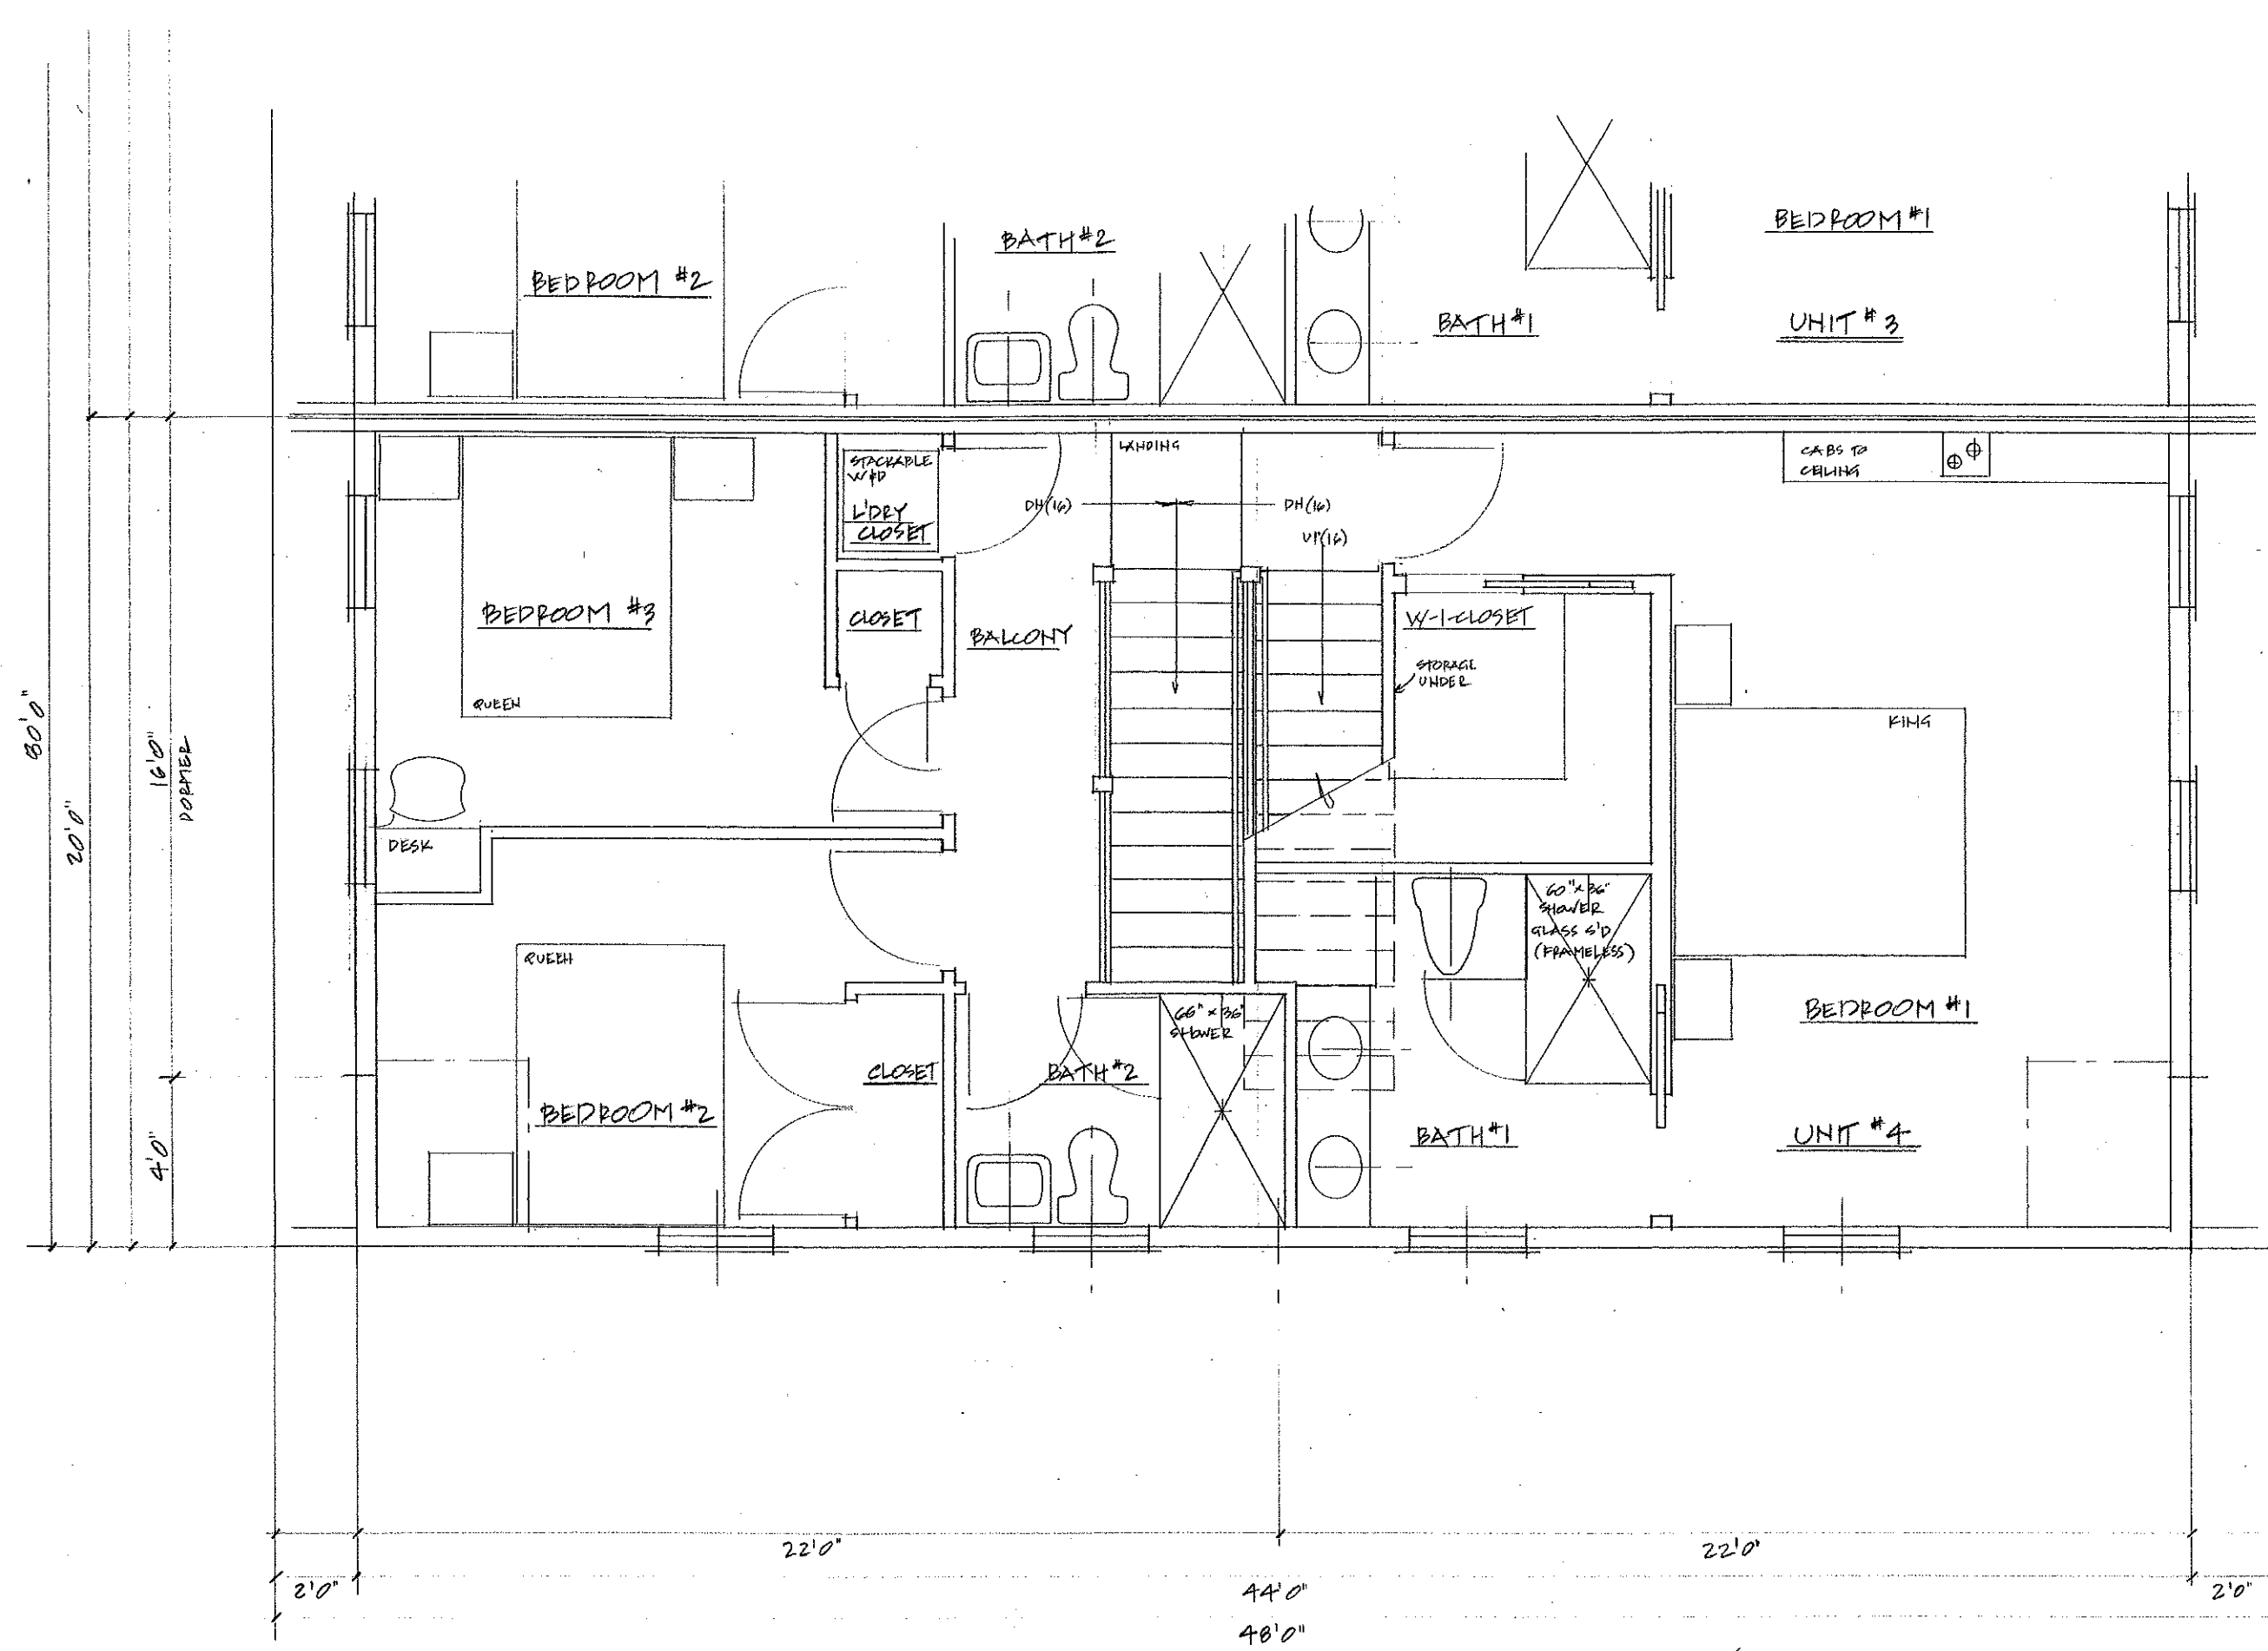 BEDROOM #2
BATH #2
BATH #1
BEDROOM #1
UNIT #3
STACKABLE
W&D
L'DRY
CLOSET
LANDING
DN(16)
DN(16)
UP(16)
CABS TO
CEILING
BEDROOM #3
QUEEN
CLOSET
BALCONY
W-I-CLOSET
STORAGE
UNDER
KING
DESK
QUEEN
BEDROOM #2
CLOSET
BATH #2
66" x 36"
SHOWER
60" x 36"
SHOWER
GLASS S'D
(FRAMELESS)
BATH #1
BEDROOM #1
UNIT #4
80'0"
20'0"
16'0"
DORMER
4'0"
22'0"
22'0"
2'0"
44'0"
2'0"
48'0"